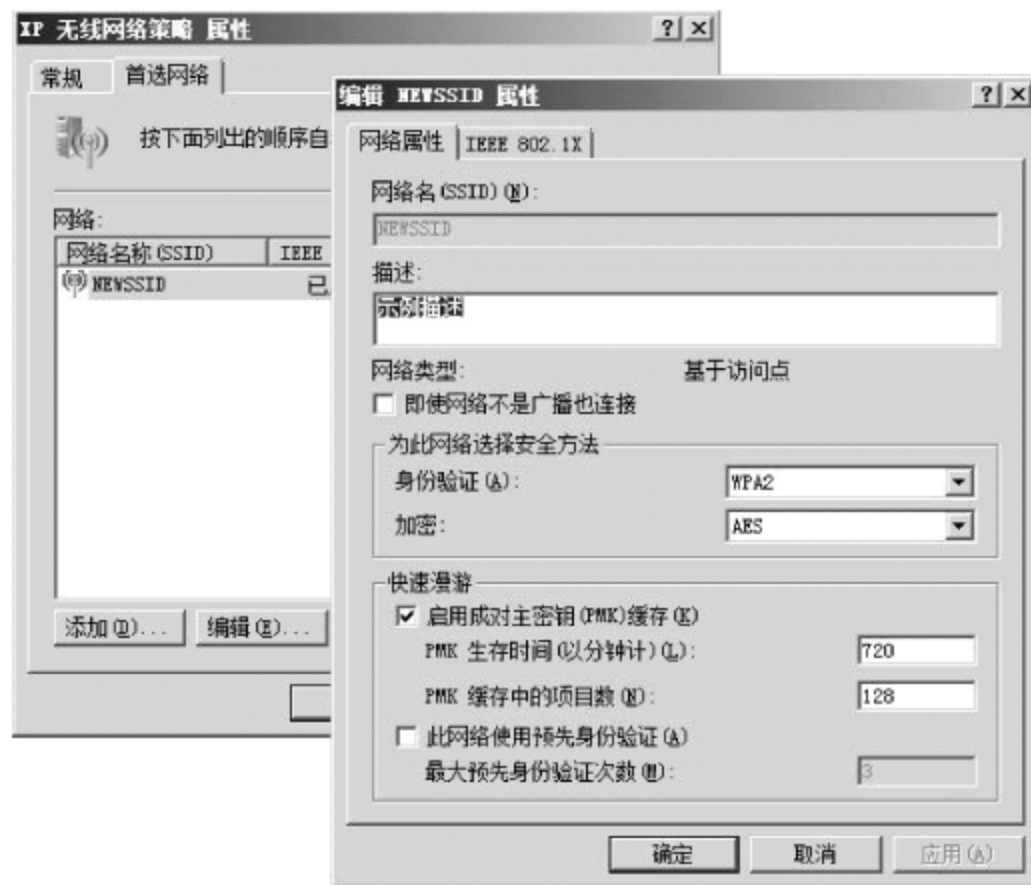 XP 无线网络策略 属性
常规
首选网络
按下面列出的顺序自
网络:
网络名称(SSID)
IEEE
NEWSSID
已
添加(D)...
编辑(E)...
编辑 NEWSSID 属性
网络属性
IEEE 802.1X
网络名(SSID)(N):
NEWSSID
描述:
示例描述
网络类型:
基于访问点
即使网络不是广播也连接
为此网络选择安全方法
身份验证(A):
WPA2
加密:
AES
快速漫游
启用成对主密钥(PMK)缓存(K)
PMK 生存时间(以分钟计)(L):
720
PMK 缓存中的项目数(N):
128
此网络使用预先身份验证(A)
最大预先身份验证次数(M):
3
确定
取消
应用(A)